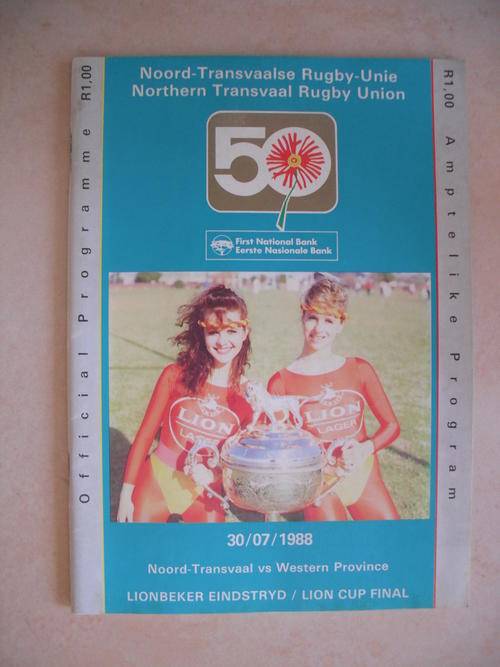 R1,00
Official Programme
Noord-Transvaalse Rugby-Unie
Northern Transvaal Rugby Union
50
First National Bank
Eerste Nasionale Bank
LION
LAGER
LION
LAGER
30/07/1988
Noord-Transvaal vs Western Province
LIONBEKER EINDSTRYD / LION CUP FINAL
R1,00
Amptelike Program